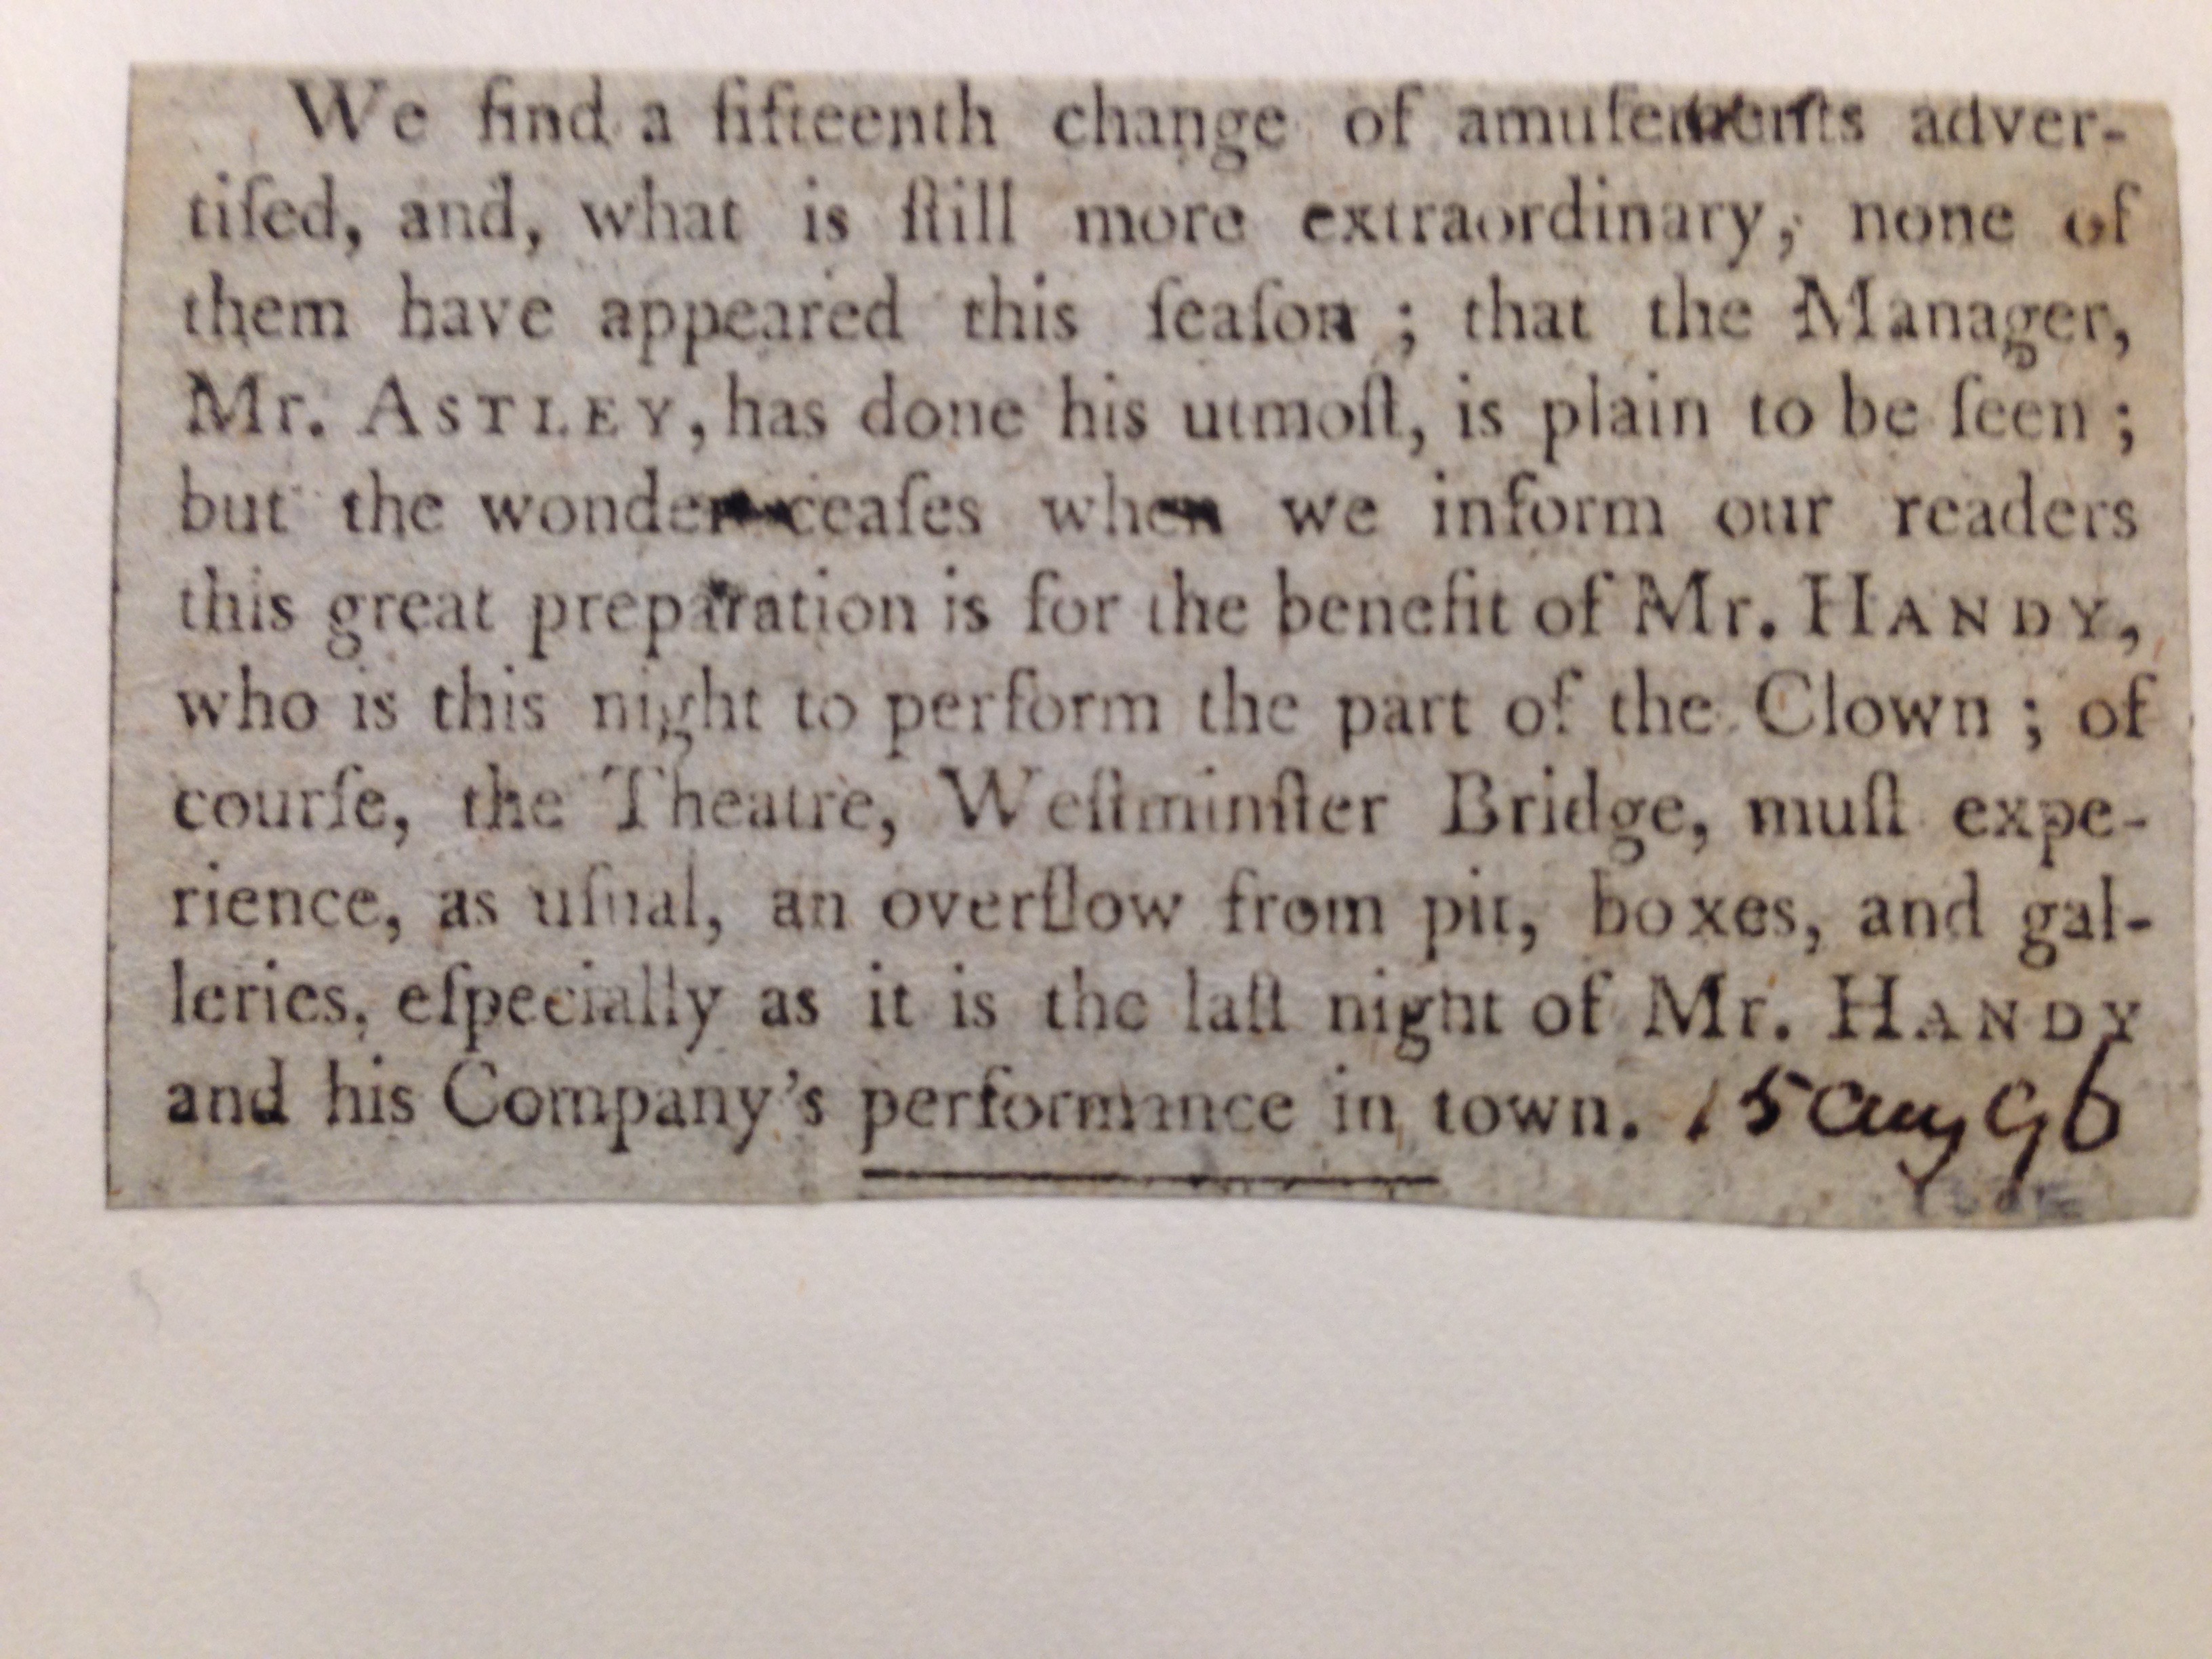 We find a fifteenth change of amuſements adver-
tiſed, and, what is ſtill more extraordinary, none of
them have appeared this ſeaſon ; that the Manager,
Mr. ASTLEY, has done his utmoſt, is plain to be ſeen ;
but the wonder ceaſes when we inform our readers
this great preparation is for the benefit of Mr. HANDY,
who is this night to perform the part of the Clown ; of
courſe, the Theatre, Weſtminſter Bridge, muſt expe-
rience, as uſual, an overflow from pit, boxes, and gal-
leries, eſpecially as it is the laſt night of Mr. HANDY
and his Company's performance in town. 15 Aug 96